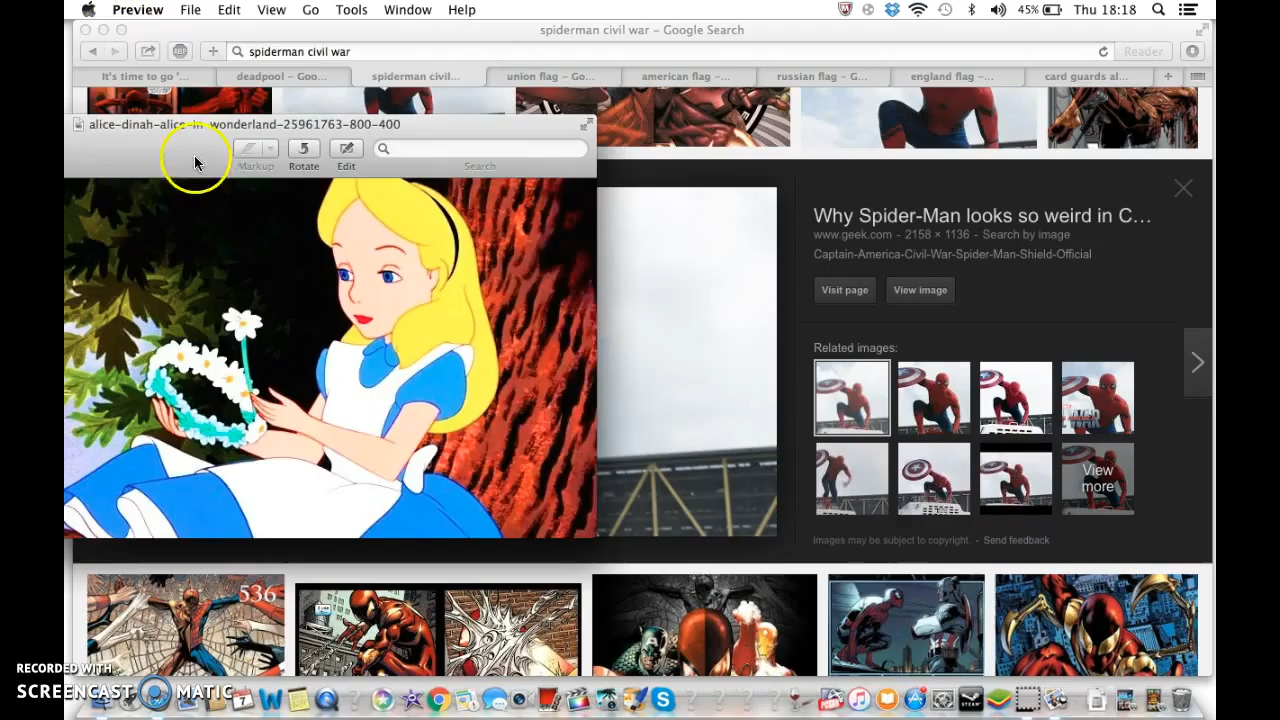 Preview File Edit View Go Tools Window Help 45% Thu 18:18
spiderman civil war – Google Search
ABP spiderman civil war Reader
It's time to go '... deadpool – Goo... spiderman civil... union flag – Go... american flag –... russian flag – G... england flag –... card guards al...
alice-dinah-alice-in-wonderland-25961763-800-400
Markup Rotate Edit Search
Why Spider-Man looks so weird in C…
www.geek.com - 2158 × 1136 - Search by image
Captain-America-Civil-War-Spider-Man-Shield-Official
Visit page View image
Related images:
View
more
Images may be subject to copyright. - Send feedback
536
RECORDED WITH
SCREENCAST MATIC
7
STEAM